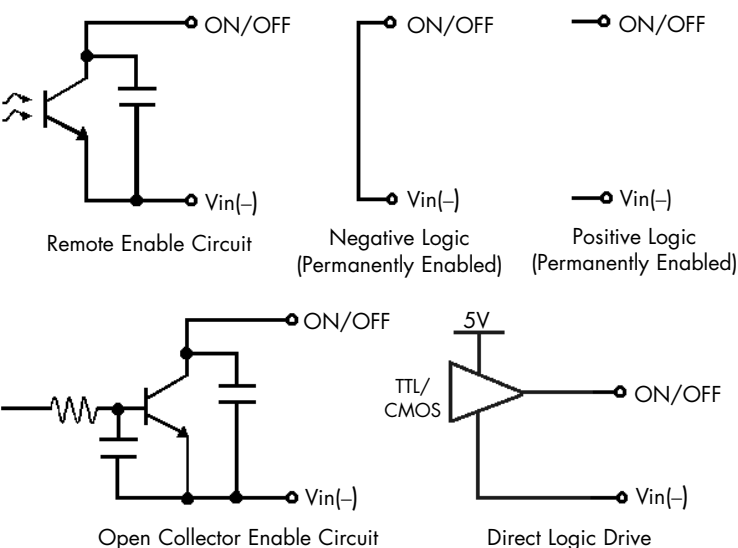 ON/OFF
Vin(–)
Remote Enable Circuit
ON/OFF
Vin(–)
Negative Logic
(Permanently Enabled)
ON/OFF
Vin(–)
Positive Logic
(Permanently Enabled)
ON/OFF
Vin(–)
Open Collector Enable Circuit
5V
TTL/
CMOS
ON/OFF
Vin(–)
Direct Logic Drive